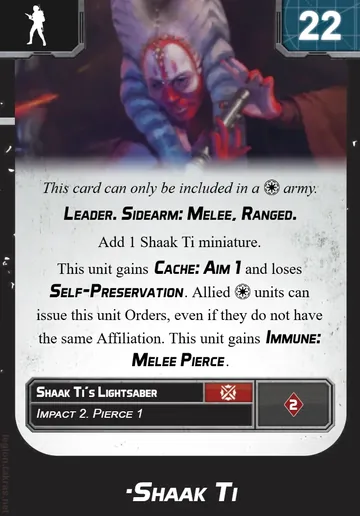 22
This card can only be included in a army.
LEADER. SIDEARM: MELEE, RANGED.
Add 1 Shaak Ti miniature.
This unit gains CACHE: AIM 1 and loses
SELF-PRESERVATION. Allied units can
issue this unit Orders, even if they do not have
the same Affiliation. This unit gains IMMUNE:
MELEE PIERCE.
SHAAK TI´S LIGHTSABER
IMPACT 2. PIERCE 1
2
·SHAAK TI